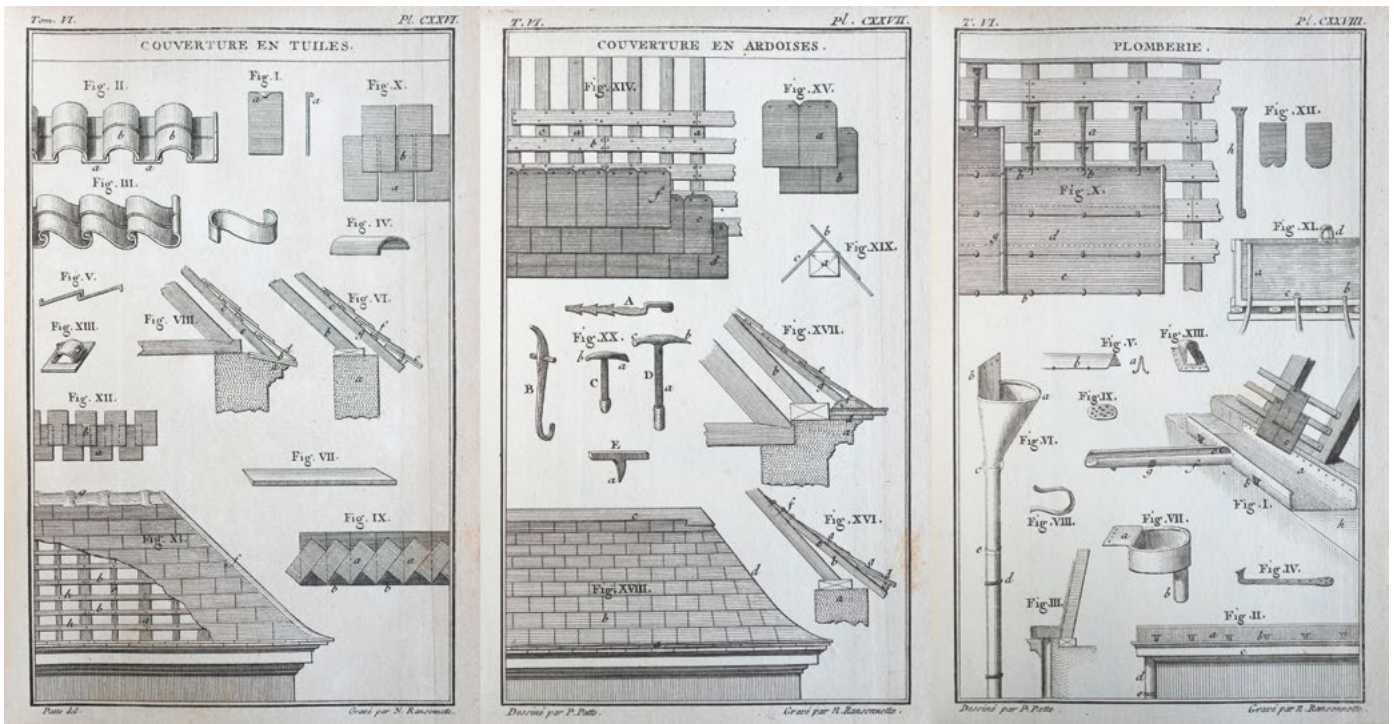 Tom. VI. Pl. CXXVI.
COUVERTURE EN TUILES.
Fig. II.
Fig. I.
Fig. X.
a
a
b
b
b
a
a
b
a
Fig. III.
Fig. IV.
Fig. V.
Fig. VIII.
Fig. VI.
Fig. XIII.
Fig. XII.
b
a
Fig. VII.
g
Fig. IX.
Fig. XI.
f
a
b
b
b
b
h
h
a
Patte del. Gravé par N. Ransonnette.
T. VI. Pl. CXXVII.
COUVERTURE EN ARDOISES.
Fig. XIV.
Fig. XV.
c
a
b
a
a
b
f
e
d
b
Fig. XIX.
c
a
A
Fig. XVII.
Fig. XX.
b
a
c
b
B
C
D
a
b
e
g
a
E
a
c
Fig. XVI.
f
Fig. XVIII.
d
b
a
Dessiné par P. Patte. Gravé par N. Ransonnette.
T. VI. Pl. CXXVIII.
PLOMBERIE.
Fig. XII.
a
a
h
b
b
Fig. X.
g
d
c
b
Fig. XI.
d
a
c
b
Fig. V.
Fig. XIII.
b
a
b
a
Fig. IX.
Fig. VI.
c
c
g
f
e
a
b
Fig. I.
h
Fig. VIII.
Fig. VII.
a
b
e
d
Fig. III.
Fig. IV.
Fig. II.
a
b
c
d
e
Dessiné par P. Patte. Gravé par N. Ransonnette.